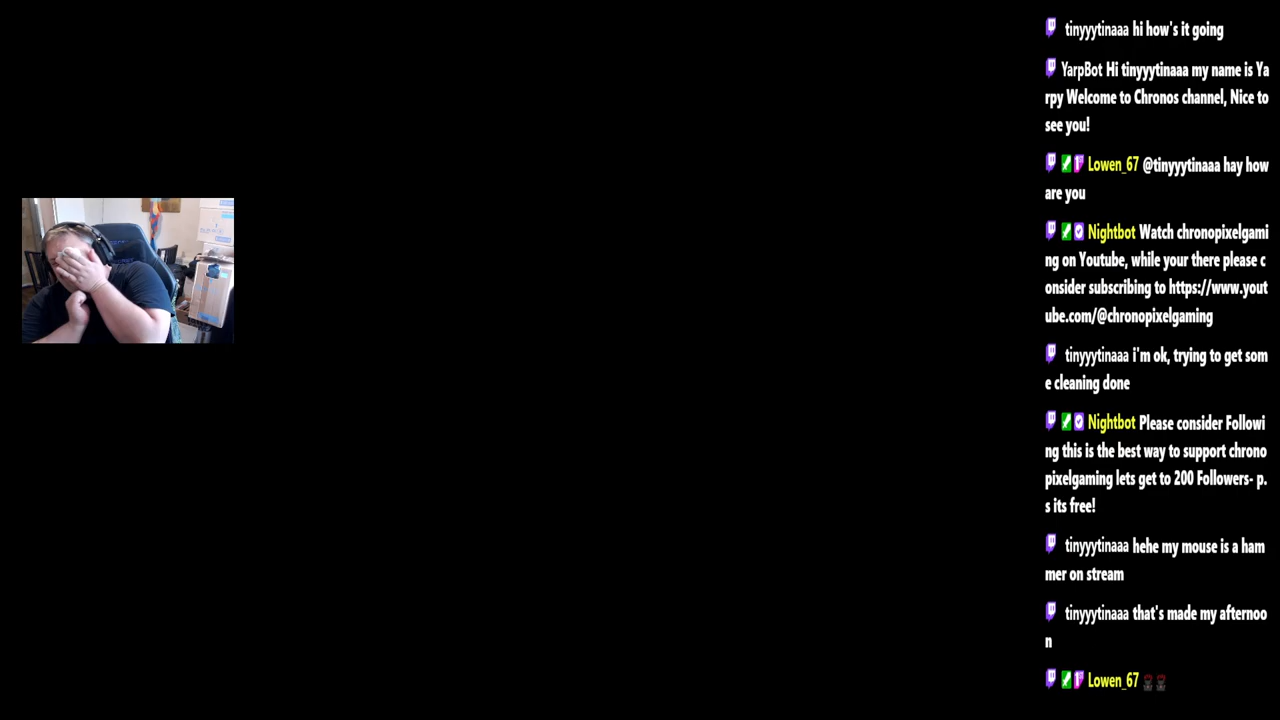 tinyyytinaaa hi how's it going
YarpBot Hi tinyyytinaaa my name is Ya
rpy Welcome to Chronos channel, Nice to
see you!
Lowen_67 @tinyyytinaaa hay how
are you
Nightbot Watch chronopixelgami
ng on Youtube, while your there please c
onsider subscribing to https://www.yout
ube.com/@chronopixelgaming
tinyyytinaaa i'm ok, trying to get som
e cleaning done
Nightbot Please consider Followi
ng this is the best way to support chrono
pixelgaming lets get to 200 Followers- p.
s its free!
tinyyytinaaa hehe my mouse is a ham
mer on stream
tinyyytinaaa that's made my afternoo
n
Lowen_67